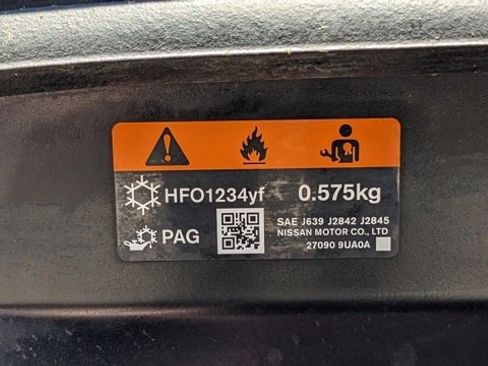 HFO1234yf 0.575kg
PAG
SAE J639 J2842 J2845
NISSAN MOTOR CO., LTD
27090 9UA0A